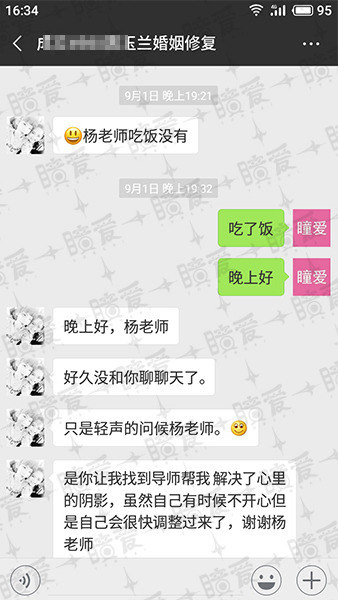 16:34
4G
95
玉兰婚姻修复
9月1日 晚上19:21
杨老师吃饭没有
9月1日 晚上19:32
吃了饭
瞳爱
晚上好
瞳爱
晚上好，杨老师
好久没和你聊聊天了。
只是轻声的问候杨老师。
是你让我找到导师帮我 解决了心里
的阴影，虽然自己有时候不开心但
是自己会很快调整过来了，谢谢杨
老师